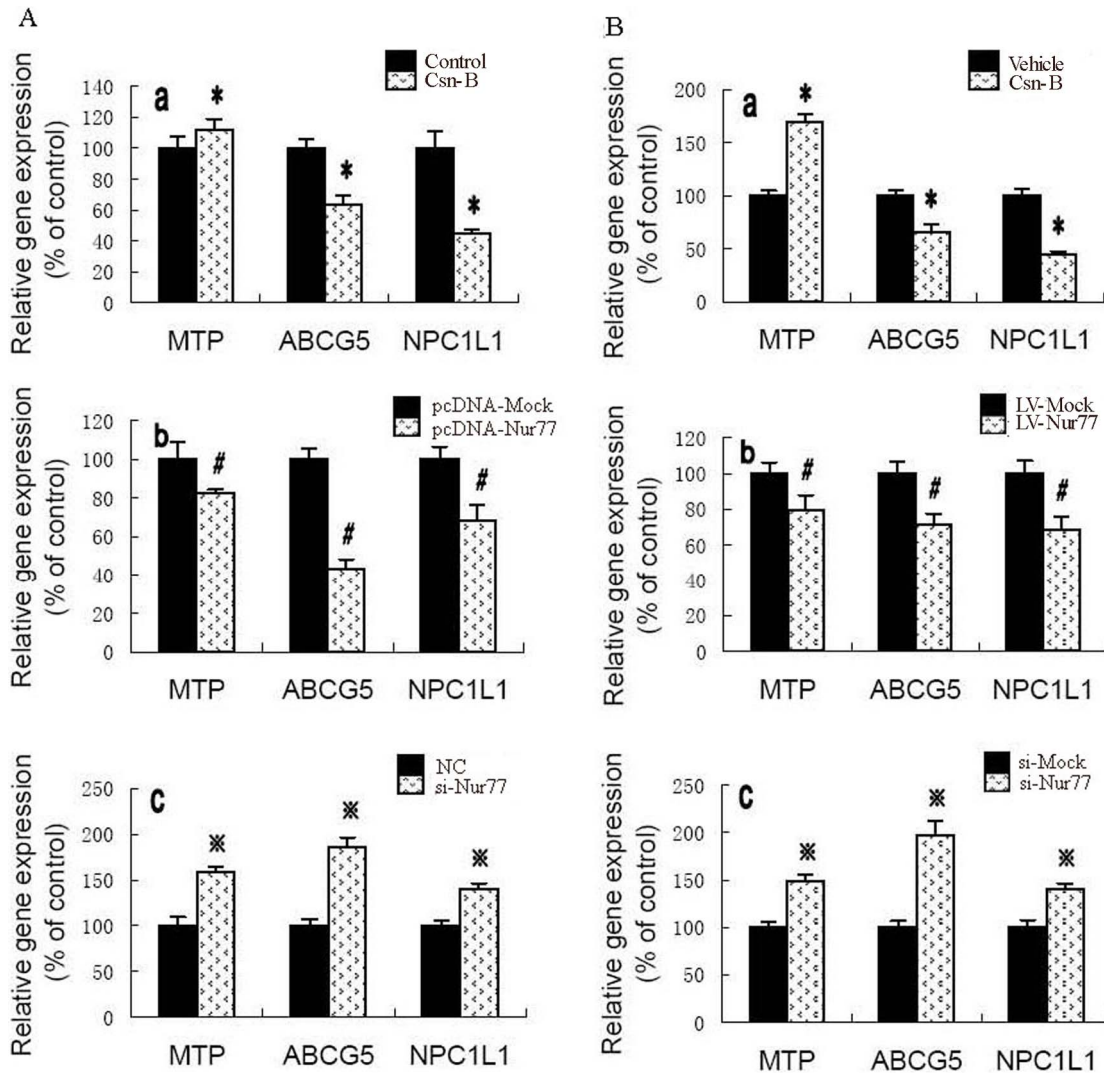 A
Control
Csn-B
a
Relative gene expression
(% of control)
140
120
100
80
60
40
20
0
* * *
MTP ABCG5 NPC1L1
pcDNA-Mock
pcDNA-Nur77
b
Relative gene expression
(% of control)
120
100
80
60
40
20
0
# # #
MTP ABCG5 NPC1L1
NC
si-Nur77
c
Relative gene expression
(% of control)
250
200
150
100
50
0
※ ※ ※
MTP ABCG5 NPC1L1
B
Vehicle
Csn-B
a
Relative gene expression
(% of control)
200
150
100
50
0
* * *
MTP ABCG5 NPC1L1
LV-Mock
LV-Nur77
b
Relative gene expression
(% of control)
120
100
80
60
40
20
0
# # #
MTP ABCG5 NPC1L1
si-Mock
si-Nur77
c
Relative gene expression
(% of control)
250
200
150
100
50
0
※ ※ ※
MTP ABCG5 NPC1L1